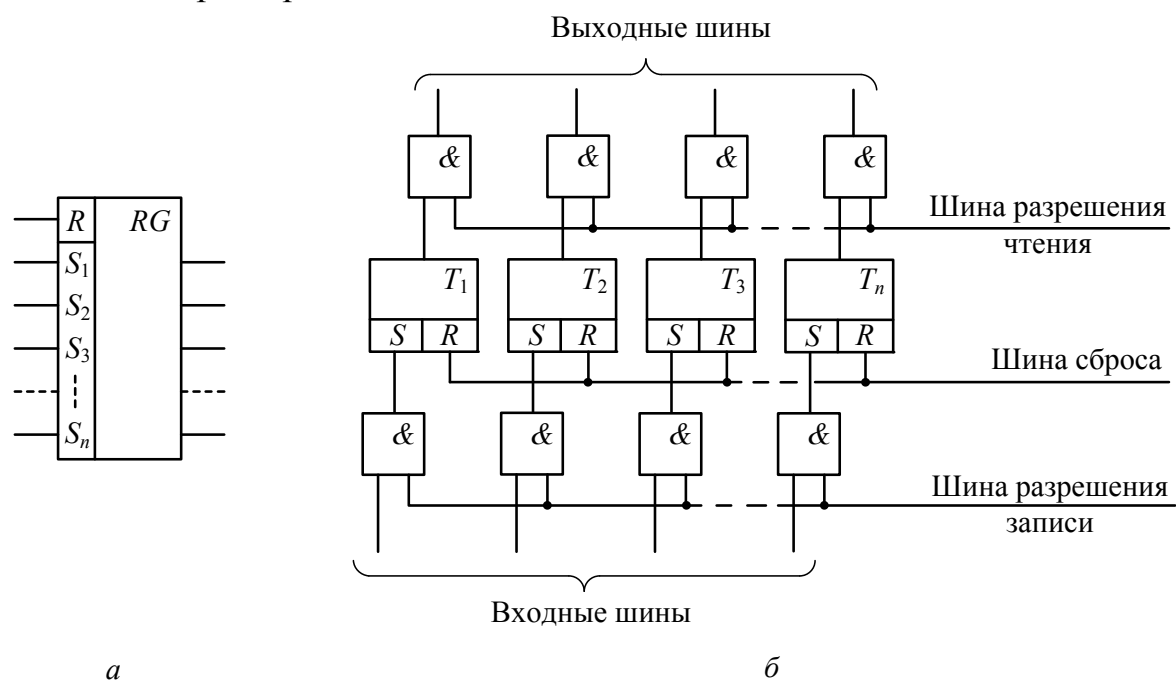 Выходные шины
& & & &
R RG
S1
S2
S3
Sn
Шина разрешения
чтения
T1 T2 T3 Tn
S R S R S R S R
Шина сброса
& & & &
Шина разрешения
записи
Входные шины
а б